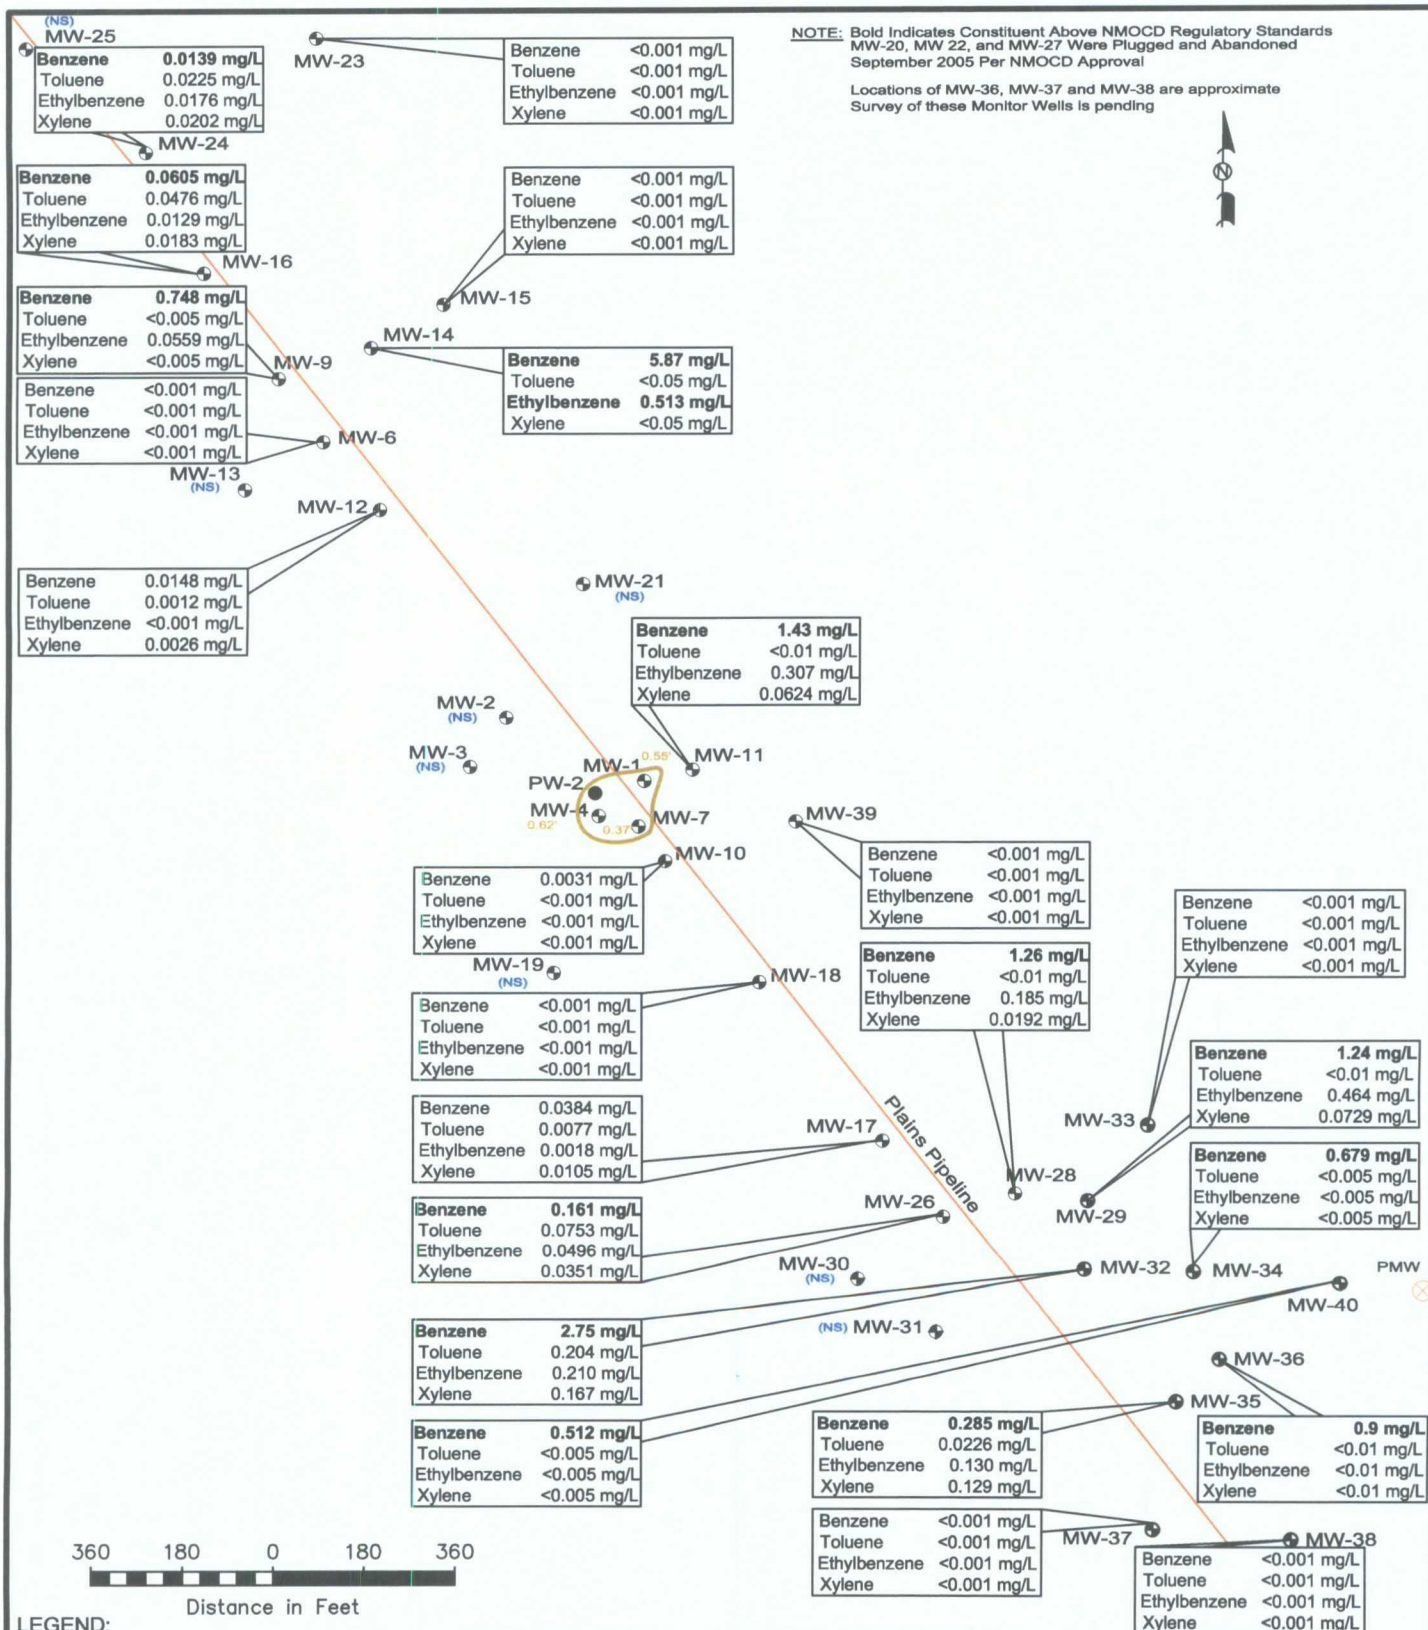 (NS)
MW-25
Benzene 0.0139 mg/L
Toluene 0.0225 mg/L
Ethylbenzene 0.0176 mg/L
Xylene 0.0202 mg/L
MW-24
MW-23
Benzene <0.001 mg/L
Toluene <0.001 mg/L
Ethylbenzene <0.001 mg/L
Xylene <0.001 mg/L
NOTE: Bold Indicates Constituent Above NMOCD Regulatory Standards
MW-20, MW 22, and MW-27 Were Plugged and Abandoned
September 2005 Per NMOCD Approval
Locations of MW-36, MW-37 and MW-38 are approximate
Survey of these Monitor Wells is pending
N
Benzene 0.0605 mg/L
Toluene 0.0476 mg/L
Ethylbenzene 0.0129 mg/L
Xylene 0.0183 mg/L
MW-16
Benzene <0.001 mg/L
Toluene <0.001 mg/L
Ethylbenzene <0.001 mg/L
Xylene <0.001 mg/L
MW-15
Benzene 0.748 mg/L
Toluene <0.005 mg/L
Ethylbenzene 0.0559 mg/L
Xylene <0.005 mg/L
MW-9
MW-14
Benzene 5.87 mg/L
Toluene <0.05 mg/L
Ethylbenzene 0.513 mg/L
Xylene <0.05 mg/L
Benzene <0.001 mg/L
Toluene <0.001 mg/L
Ethylbenzene <0.001 mg/L
Xylene <0.001 mg/L
MW-6
MW-13
(NS)
MW-12
Benzene 0.0148 mg/L
Toluene 0.0012 mg/L
Ethylbenzene <0.001 mg/L
Xylene 0.0026 mg/L
MW-21
(NS)
Benzene 1.43 mg/L
Toluene <0.01 mg/L
Ethylbenzene 0.307 mg/L
Xylene 0.0624 mg/L
MW-2
(NS)
MW-3
(NS)
MW-11
0.55'
MW-1
PW-2
MW-4
0.62'
0.37'
MW-7
MW-10
MW-39
Benzene 0.0031 mg/L
Toluene <0.001 mg/L
Ethylbenzene <0.001 mg/L
Xylene <0.001 mg/L
Benzene <0.001 mg/L
Toluene <0.001 mg/L
Ethylbenzene <0.001 mg/L
Xylene <0.001 mg/L
Benzene <0.001 mg/L
Toluene <0.001 mg/L
Ethylbenzene <0.001 mg/L
Xylene <0.001 mg/L
MW-19
(NS)
MW-18
Benzene 1.26 mg/L
Toluene <0.01 mg/L
Ethylbenzene 0.185 mg/L
Xylene 0.0192 mg/L
Benzene <0.001 mg/L
Toluene <0.001 mg/L
Ethylbenzene <0.001 mg/L
Xylene <0.001 mg/L
Benzene 1.24 mg/L
Toluene <0.01 mg/L
Ethylbenzene 0.464 mg/L
Xylene 0.0729 mg/L
Benzene 0.0384 mg/L
Toluene 0.0077 mg/L
Ethylbenzene 0.0018 mg/L
Xylene 0.0105 mg/L
MW-17
Plains Pipeline
MW-33
MW-28
MW-29
Benzene 0.679 mg/L
Toluene <0.005 mg/L
Ethylbenzene <0.005 mg/L
Xylene <0.005 mg/L
Benzene 0.161 mg/L
Toluene 0.0753 mg/L
Ethylbenzene 0.0496 mg/L
Xylene 0.0351 mg/L
MW-26
MW-30
(NS)
MW-32
MW-34
PMW
MW-40
Benzene 2.75 mg/L
Toluene 0.204 mg/L
Ethylbenzene 0.210 mg/L
Xylene 0.167 mg/L
(NS) MW-31
MW-36
MW-35
Benzene 0.512 mg/L
Toluene <0.005 mg/L
Ethylbenzene <0.005 mg/L
Xylene <0.005 mg/L
Benzene 0.285 mg/L
Toluene 0.0226 mg/L
Ethylbenzene 0.130 mg/L
Xylene 0.129 mg/L
Benzene 0.9 mg/L
Toluene <0.01 mg/L
Ethylbenzene <0.01 mg/L
Xylene <0.01 mg/L
Benzene <0.001 mg/L
Toluene <0.001 mg/L
Ethylbenzene <0.001 mg/L
Xylene <0.001 mg/L
MW-37
MW-38
Benzene <0.001 mg/L
Toluene <0.001 mg/L
Ethylbenzene <0.001 mg/L
Xylene <0.001 mg/L
360 180 0 180 360
Distance in Feet
LEGEND: